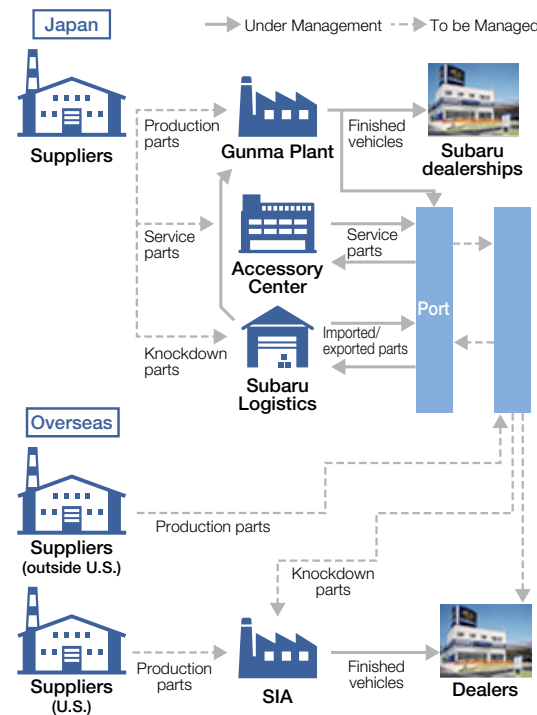 Japan
Under Management
To be Managed
Suppliers
Production
parts
Gunma Plant
Finished
vehicles
Subaru
dealerships
Service
parts
Accessory
Center
Service
parts
Port
Knockdown
parts
Subaru
Logistics
Imported/
exported parts
Overseas
Suppliers
(outside U.S.)
Production parts
Knockdown
parts
Suppliers
(U.S.)
Production
parts
SIA
Finished
vehicles
Dealers